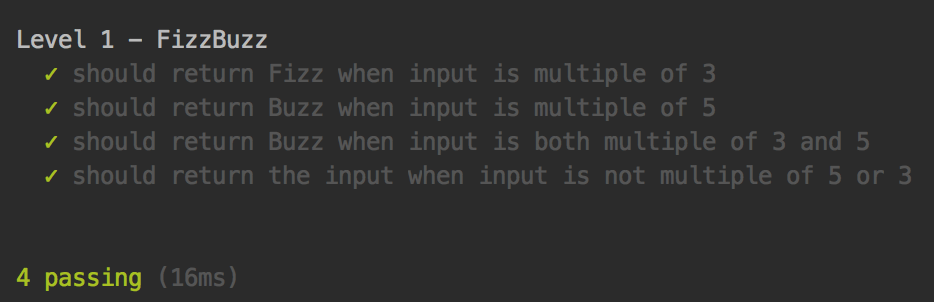 Level 1 – FizzBuzz
✓ should return Fizz when input is multiple of 3
✓ should return Buzz when input is multiple of 5
✓ should return Buzz when input is both multiple of 3 and 5
✓ should return the input when input is not multiple of 5 or 3
4 passing (16ms)